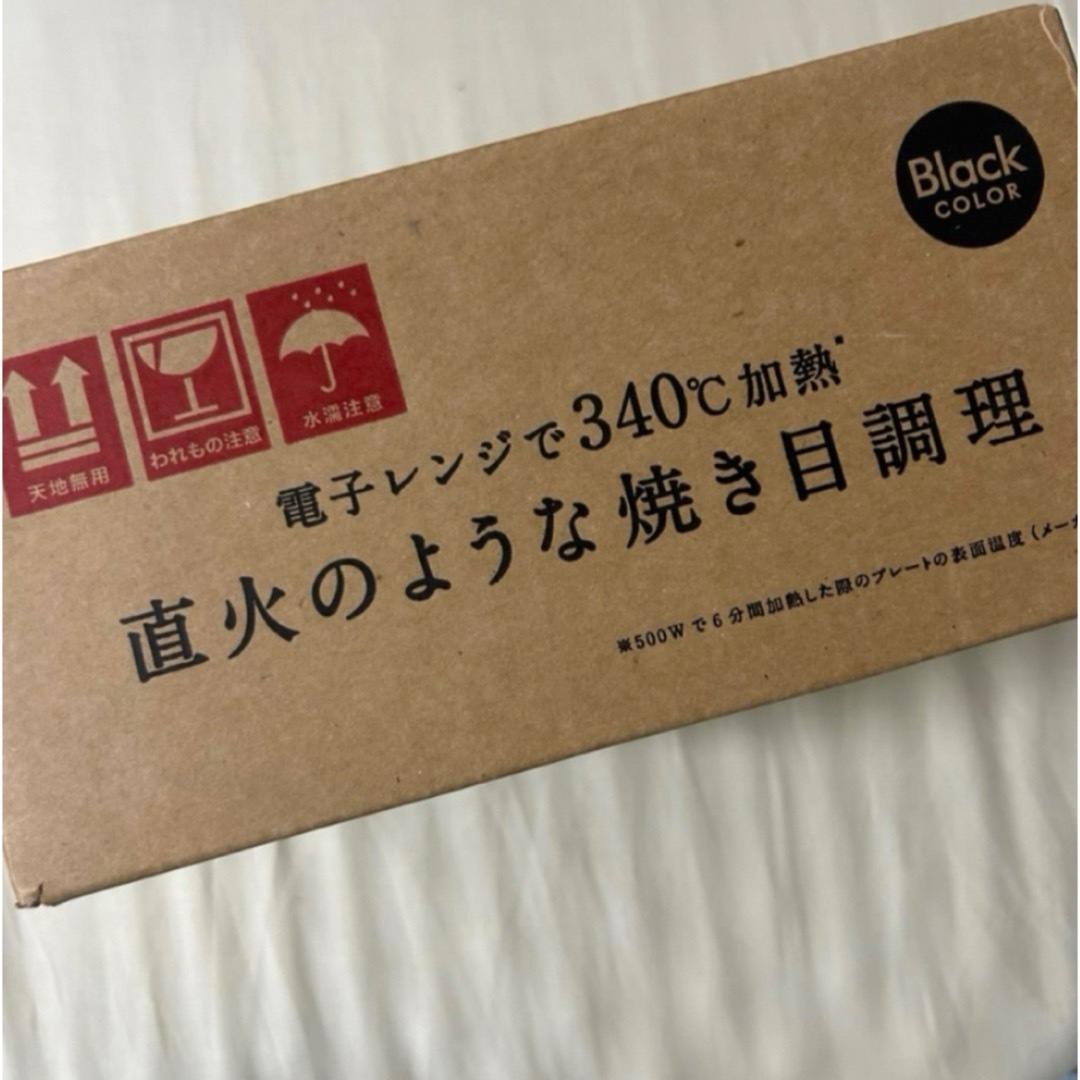 Black
COLOR
天地無用
われもの注意
水濡注意
電子レンジで340℃加熱※
直火のような焼き目調理
※500Wで6分間加熱した際のプレートの表面温度（メーカ